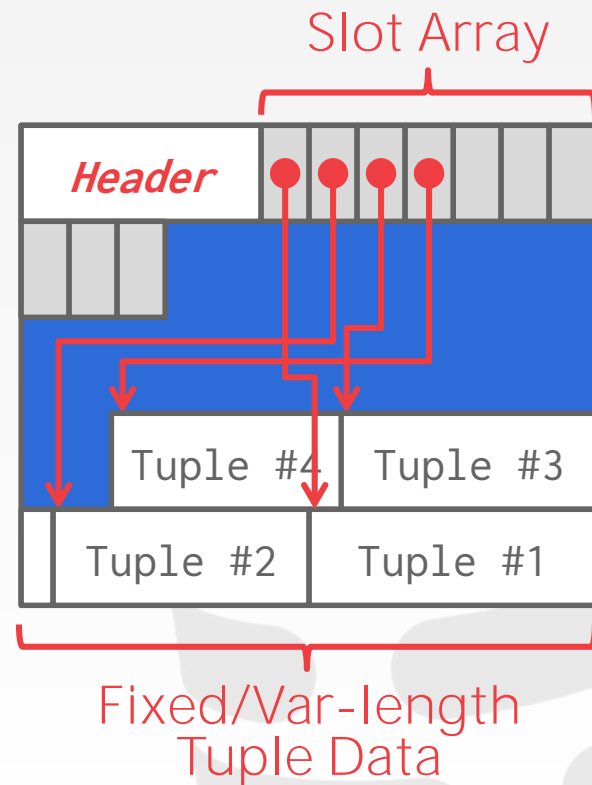 Slot Array
Header
Tuple #4 Tuple #3
Tuple #2 Tuple #1
Fixed/Var-length
Tuple Data